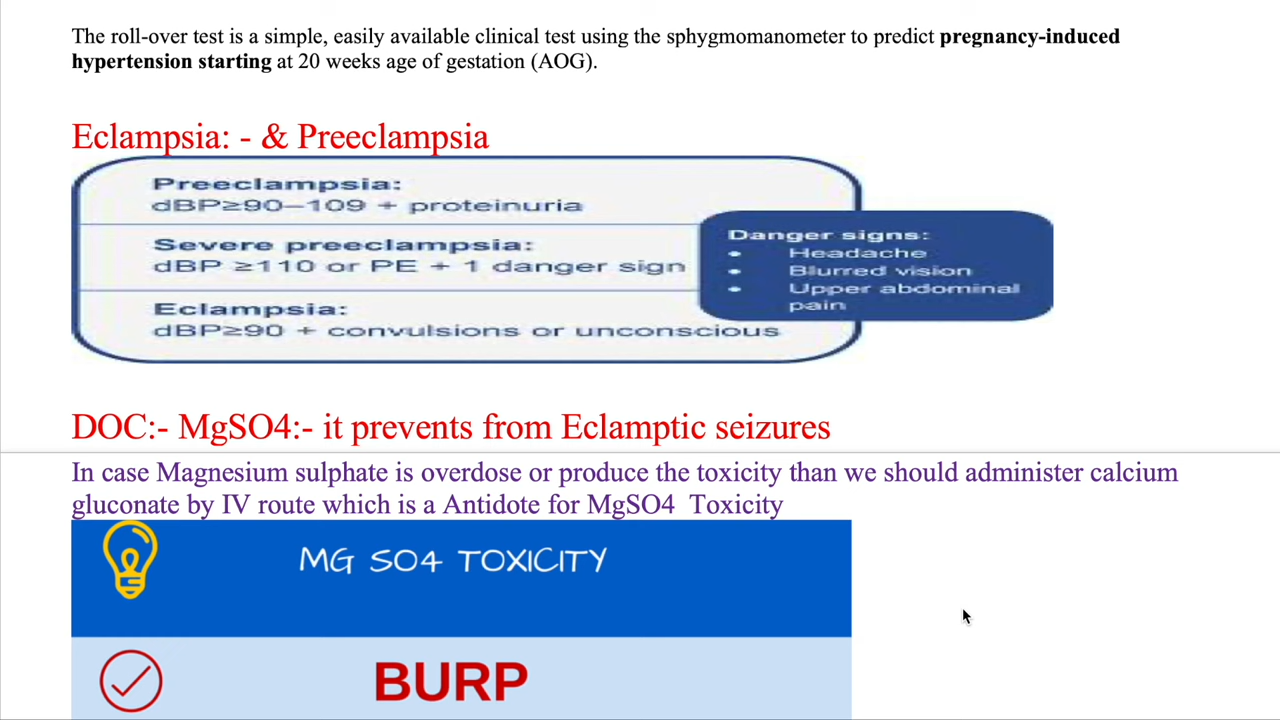 The roll-over test is a simple, easily available clinical test using the sphygmomanometer to predict pregnancy-induced
hypertension starting at 20 weeks age of gestation (AOG).
Eclampsia: - & Preeclampsia
Preeclampsia:
dBP≥90–109 + proteinuria
Severe preeclampsia:
dBP ≥110 or PE + 1 danger sign
Eclampsia:
dBP≥90 + convulsions or unconscious
Danger signs:
• Headache
• Blurred vision
• Upper abdominal
pain
DOC:- MgSO4:- it prevents from Eclamptic seizures
In case Magnesium sulphate is overdose or produce the toxicity than we should administer calcium
gluconate by IV route which is a Antidote for MgSO4 Toxicity
MG SO4 TOXICITY
BURP